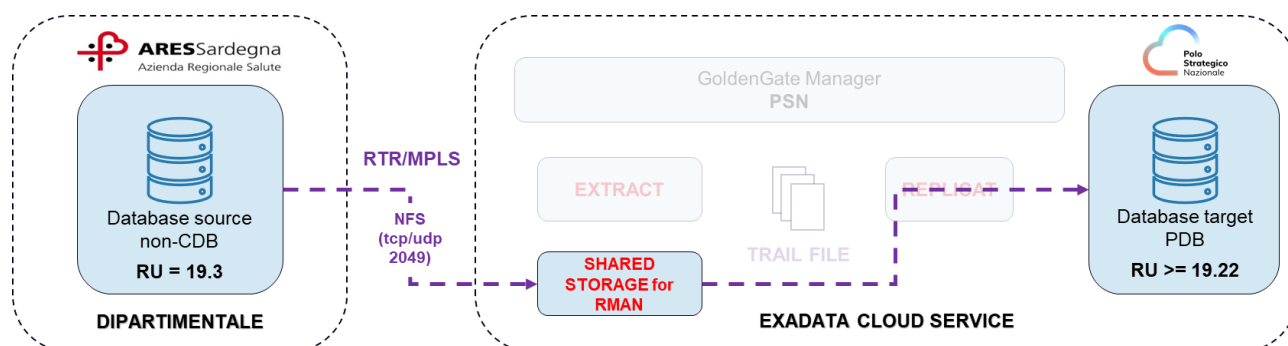 ARESSardegna
Azienda Regionale Salute
Database source
non-CDB
RU = 19.3
DIPARTIMENTALE
RTR/MPLS
NFS
(tcp/udp
2049)
GoldenGate Manager
PSN
EXTRACT
TRAIL FILE
REPLICAT
SHARED
STORAGE for
RMAN
EXADATA CLOUD SERVICE
Polo
Strategico
Nazionale
Database target
PDB
RU >= 19.22